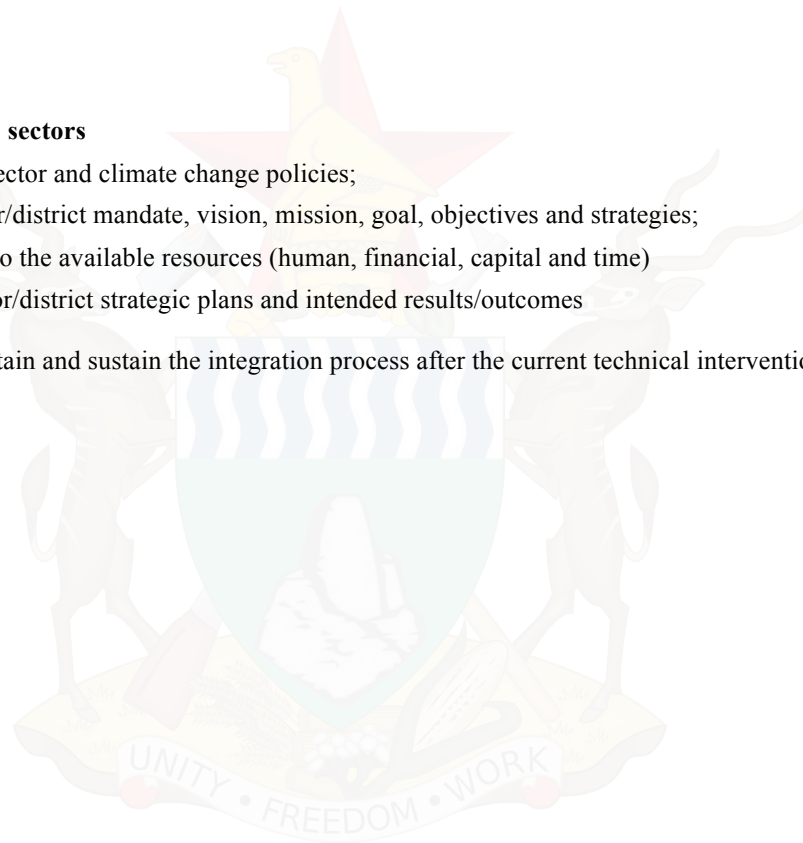 sectors
ector and climate change policies;
r/district mandate, vision, mission, goal, objectives and strategies;
o the available resources (human, financial, capital and time)
or/district strategic plans and intended results/outcomes
tain and sustain the integration process after the current technical interventio
UNITY • FREEDOM • WORK